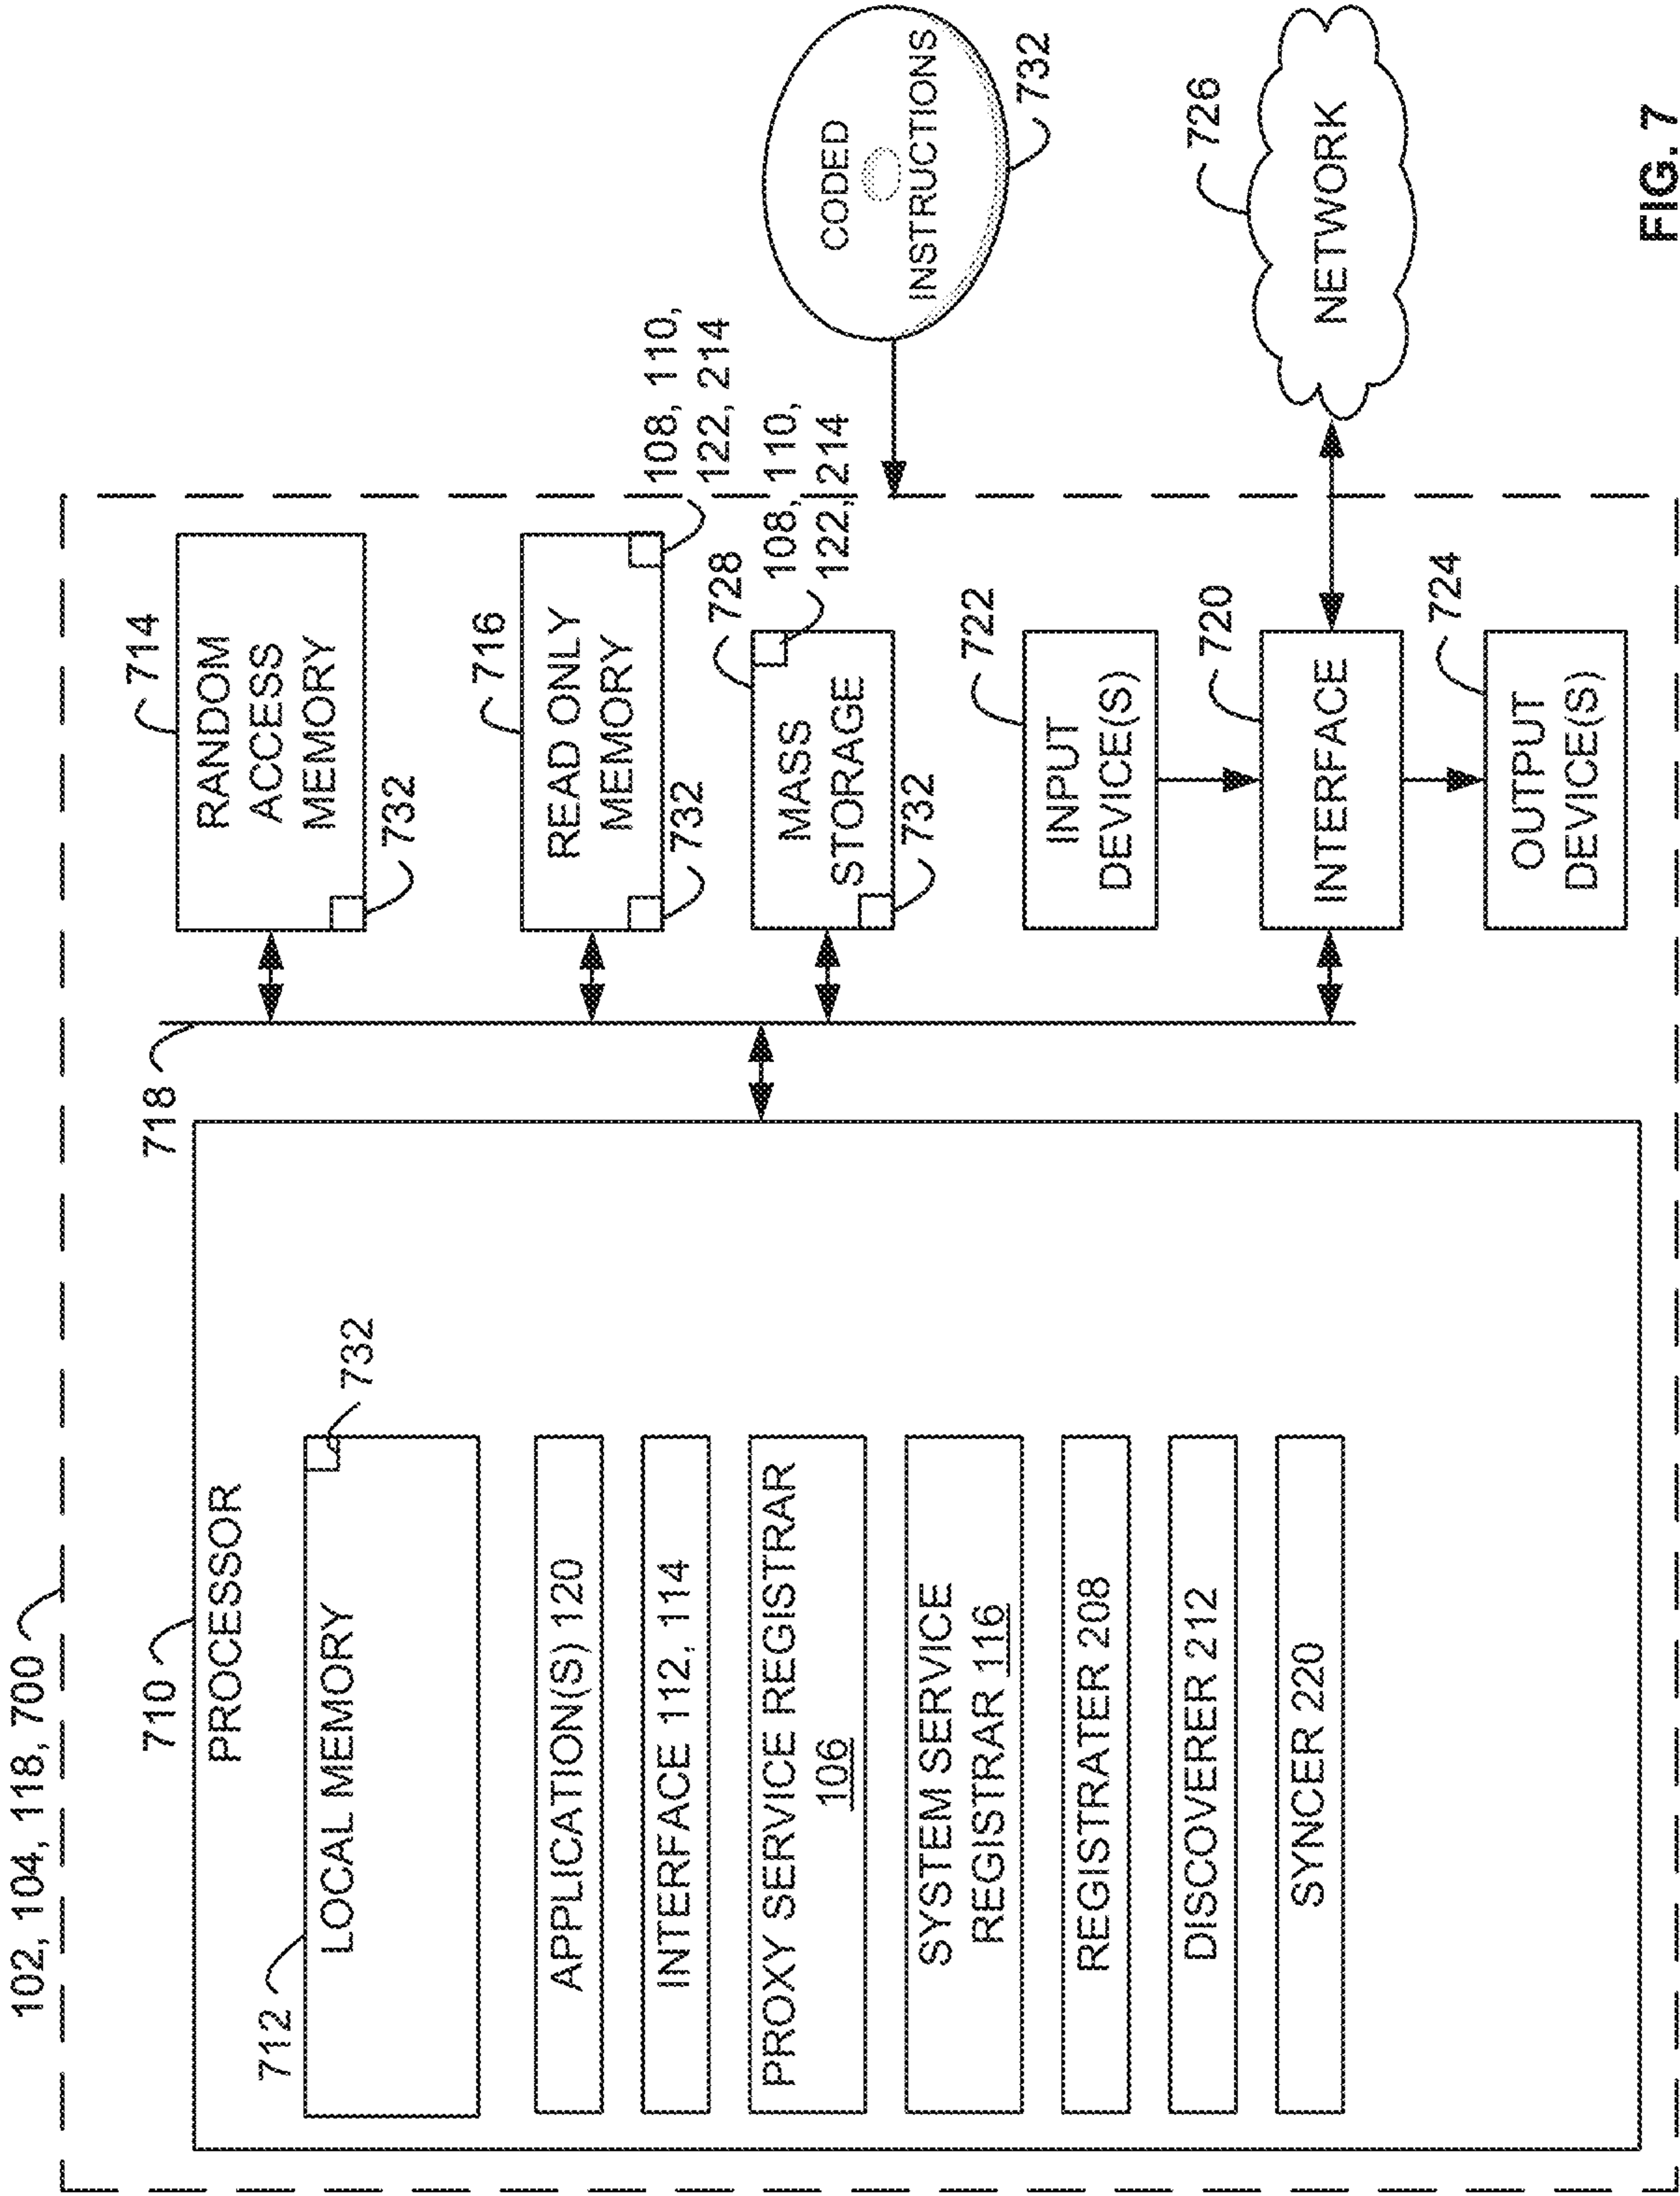 102, 104, 118, 700
710
PROCESSOR
712
LOCAL MEMORY
732
APPLICATION(S) 120
INTERFACE 112, 114
PROXY SERVICE REGISTRAR
106
SYSTEM SERVICE
REGISTRAR 116
REGISTRATER 208
DISCOVERER 212
SYNCER 220
718
714
RANDOM
ACCESS
MEMORY
732
716
READ ONLY
MEMORY
732
108, 110,
122, 214
728
MASS
STORAGE
732
108, 110,
122, 214
722
INPUT
DEVICE(S)
720
INTERFACE
724
OUTPUT
DEVICE(S)
CODED
INSTRUCTIONS
732
726
NETWORK
FIG. 7